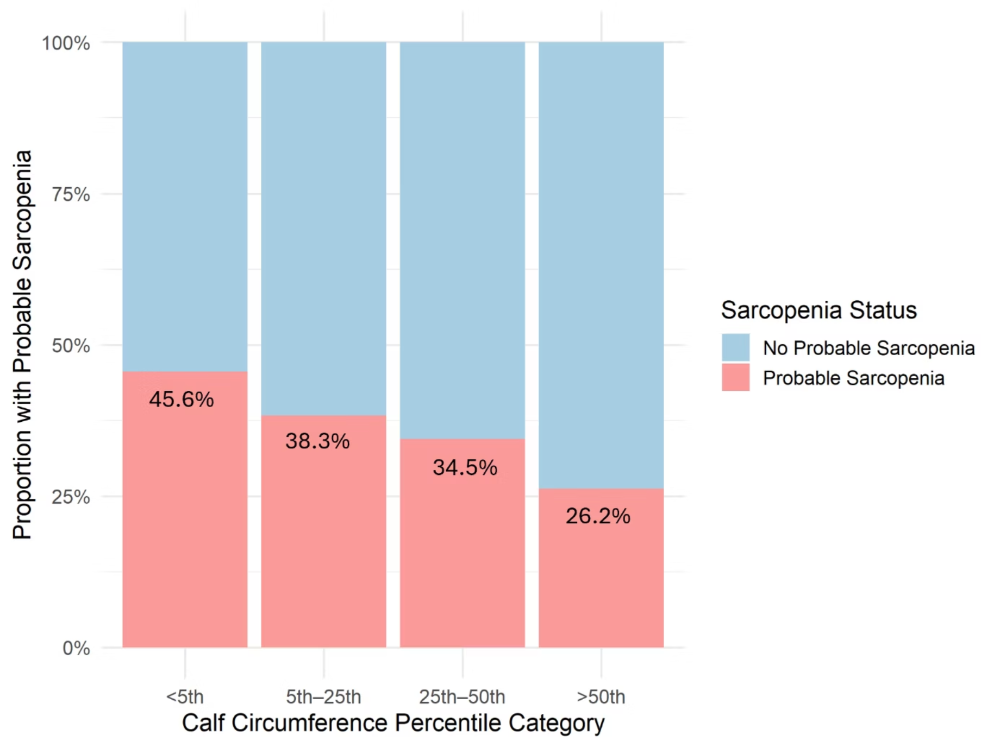 Proportion with Probable Sarcopenia
100%
75%
50%
25%
0%
45.6%
38.3%
34.5%
26.2%
<5th
5th–25th
25th–50th
>50th
Calf Circumference Percentile Category
Sarcopenia Status
No Probable Sarcopenia
Probable Sarcopenia